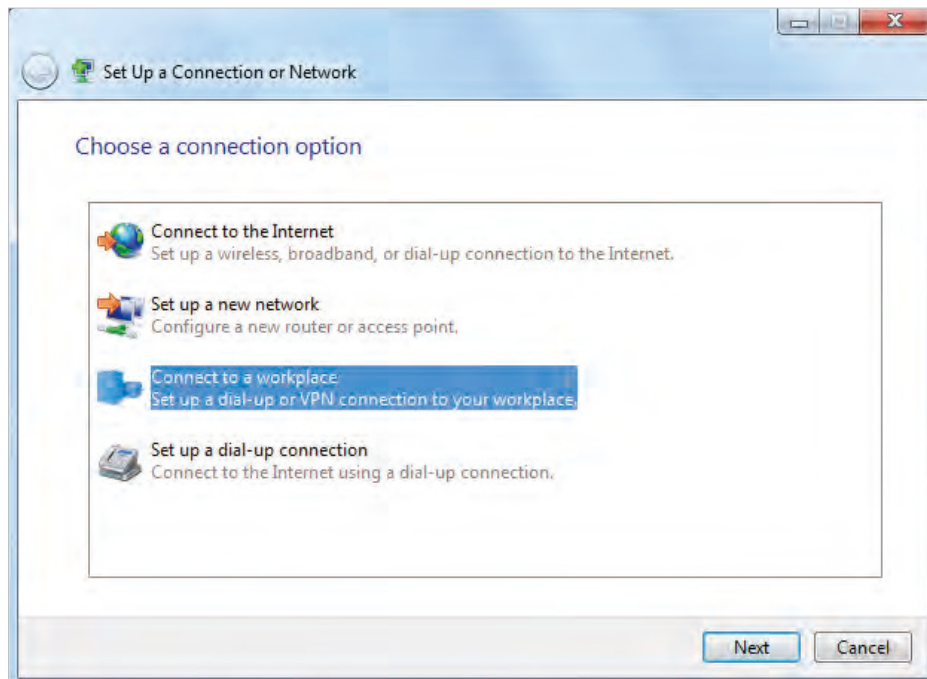 Set Up a Connection or Network
Choose a connection option
Connect to the Internet
Set up a wireless, broadband, or dial-up connection to the Internet.
Set up a new network
Configure a new router or access point.
Connect to a workplace
Set up a dial-up or VPN connection to your workplace.
Set up a dial-up connection
Connect to the Internet using a dial-up connection.
Next Cancel